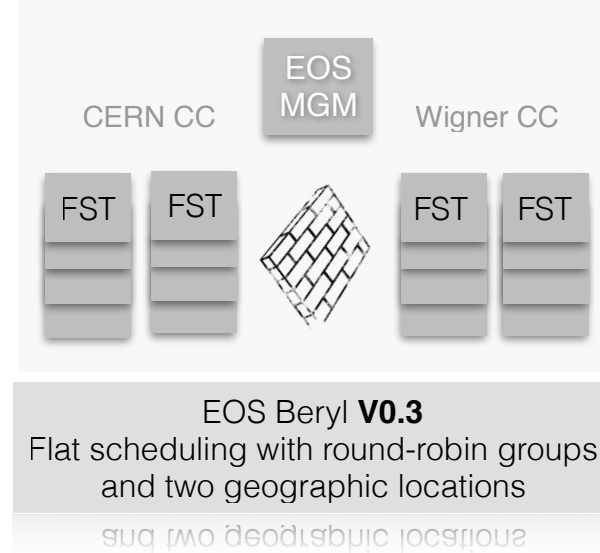 EOS
MGM
CERN CC
Wigner CC
FST
FST
FST
FST
EOS Beryl V0.3
Flat scheduling with round-robin groups
and two geographic locations